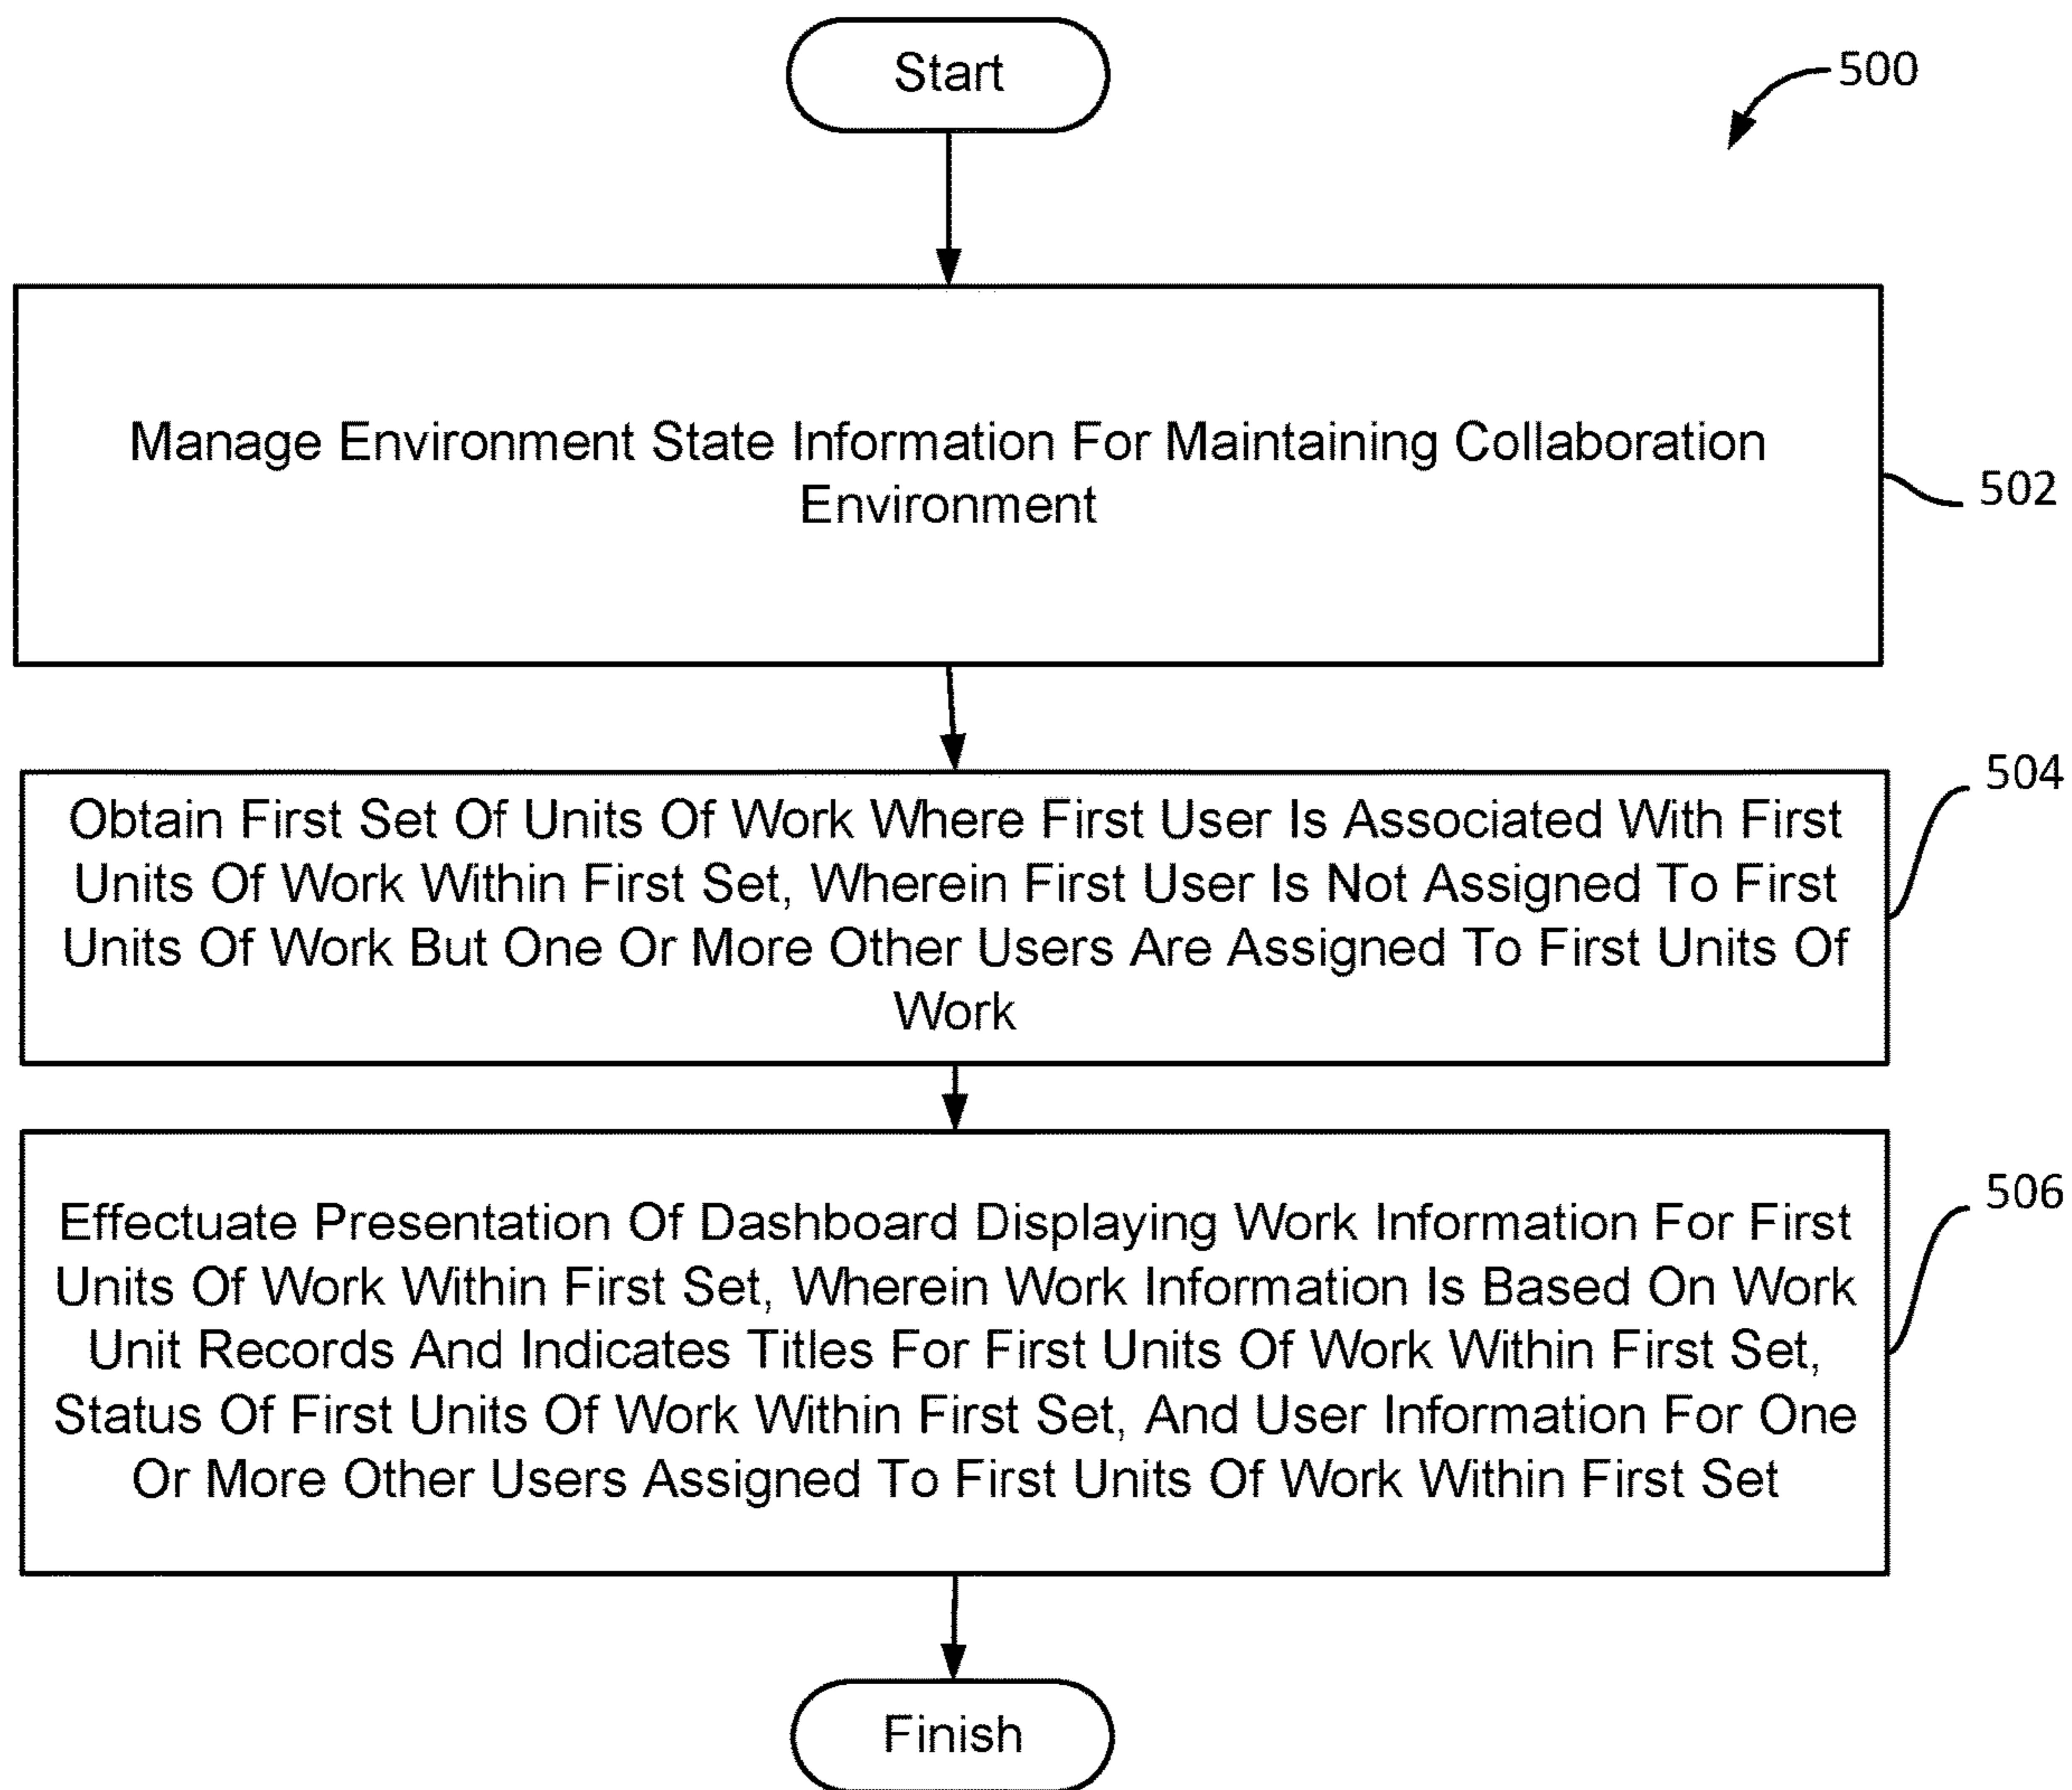 Start
500
Manage Environment State Information For Maintaining Collaboration
Environment
502
504
Obtain First Set Of Units Of Work Where First User Is Associated With First
Units Of Work Within First Set, Wherein First User Is Not Assigned To First
Units Of Work But One Or More Other Users Are Assigned To First Units Of
Work
506
Effectuate Presentation Of Dashboard Displaying Work Information For First
Units Of Work Within First Set, Wherein Work Information Is Based On Work
Unit Records And Indicates Titles For First Units Of Work Within First Set,
Status Of First Units Of Work Within First Set, And User Information For One
Or More Other Users Assigned To First Units Of Work Within First Set
Finish